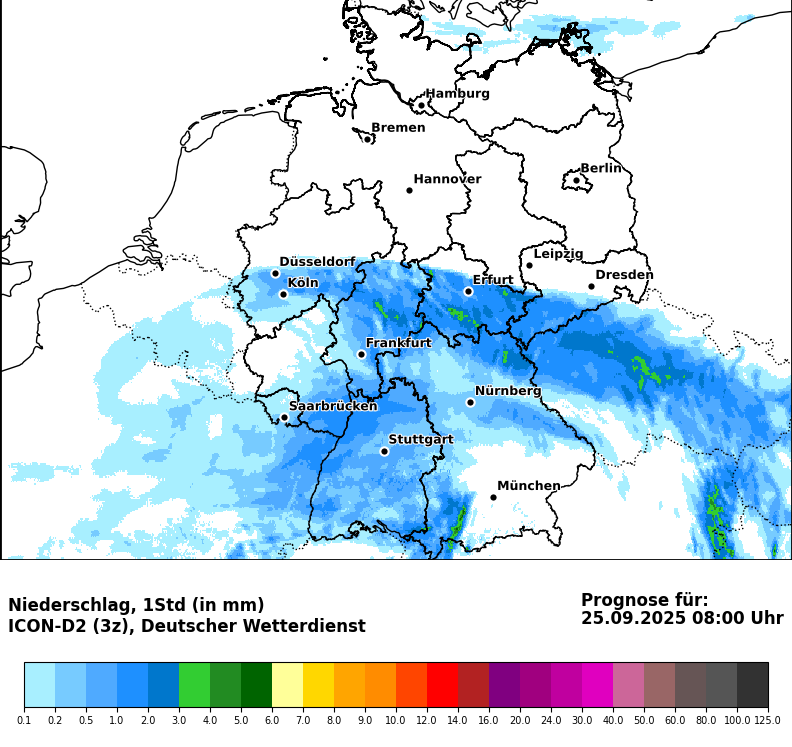 Hamburg
Bremen
Berlin
Hannover
Leipzig
Düsseldorf
Dresden
Köln
Erfurt
Frankfurt
Nürnberg
Saarbrücken
Stuttgart
München
Niederschlag, 1Std (in mm)
ICON-D2 (3z), Deutscher Wetterdienst
Prognose für:
25.09.2025 08:00 Uhr
0.1 0.2 0.5 1.0 2.0 3.0 4.0 5.0 6.0 7.0 8.0 9.0 10.0 12.0 14.0 16.0 20.0 24.0 30.0 40.0 50.0 60.0 80.0 100.0 125.0